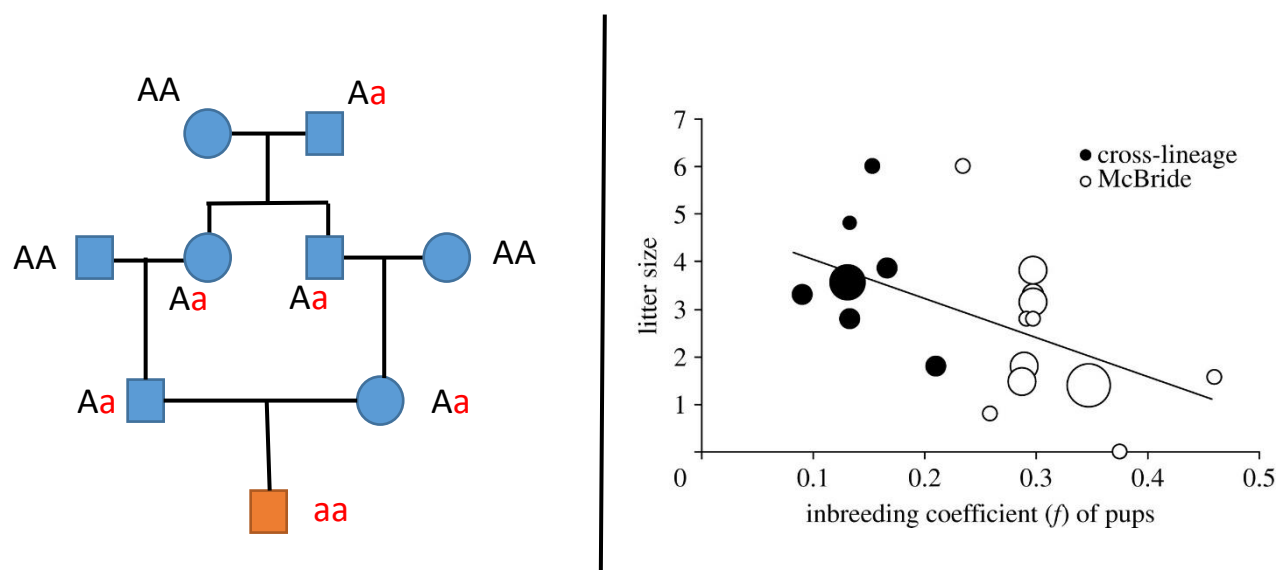 AA
Aa
AA
Aa
Aa
AA
Aa
Aa
aa
7
6
5
4
3
2
1
0
0.1
0.2
0.3
0.4
0.5
litter size
inbreeding coefficient (f) of pups
cross-lineage
McBride